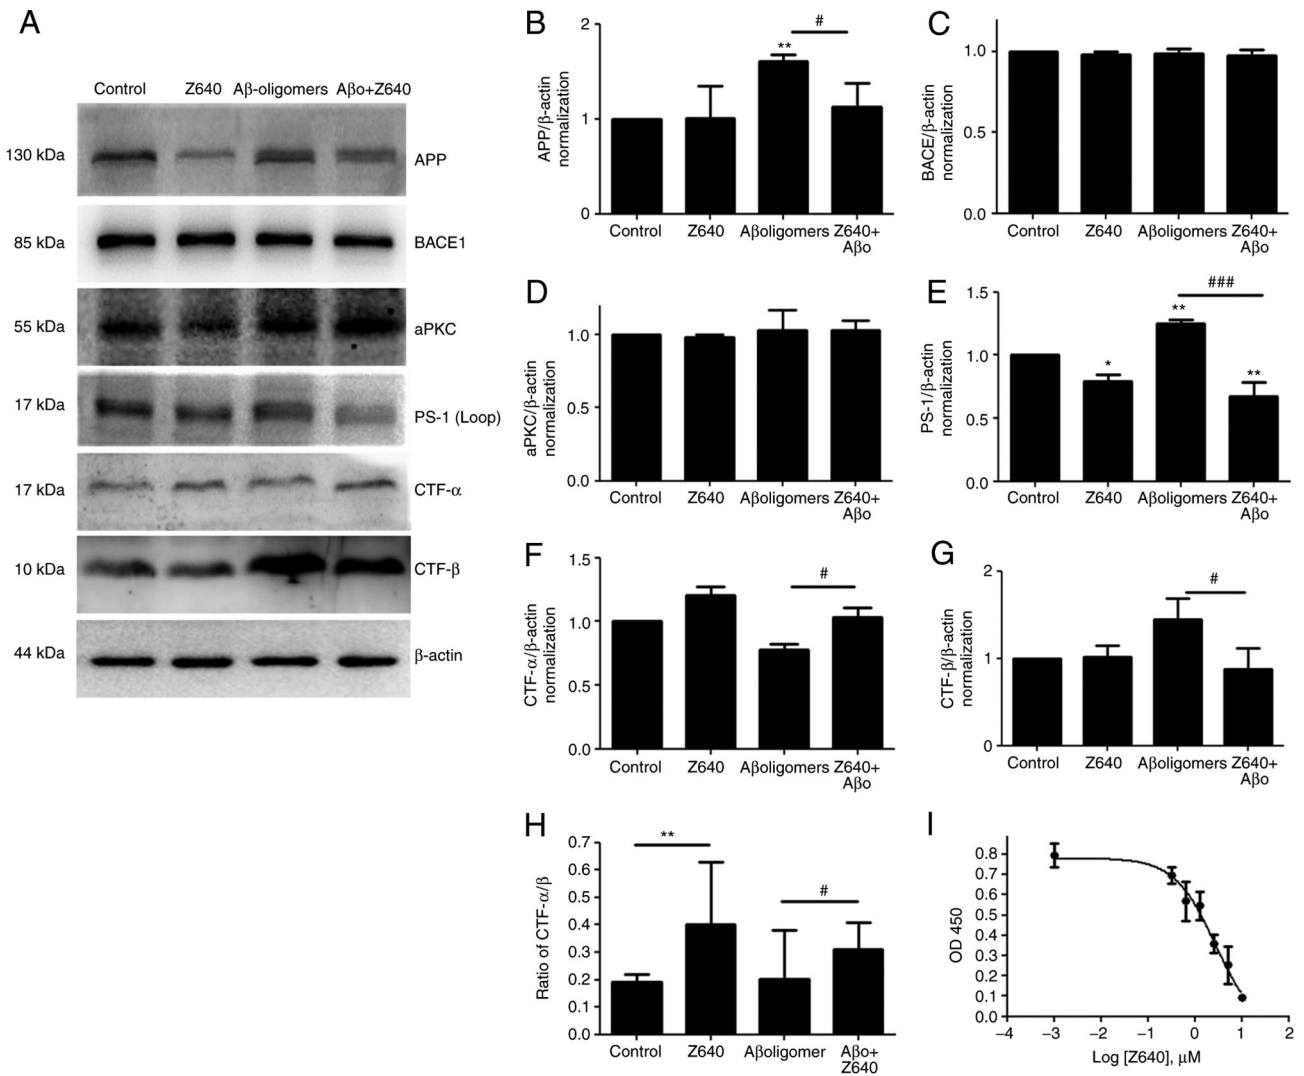 A
Control Z640 Aβ-oligomers Aβo+Z640
130 kDa APP
85 kDa BACE1
55 kDa aPKC
17 kDa PS-1 (Loop)
17 kDa CTF-α
10 kDa CTF-β
44 kDa β-actin
B
APP/β-actin
normalization
2
1
0
**
#
Control Z640 Aβoligomers Z640+
Aβo
C
BACE/β-actin
normalization
1.0
0.5
0.0
Control Z640 Aβoligomers Z640+
Aβo
D
aPKC/β-actin
normalization
1.0
0.5
0.0
Control Z640 Aβoligomers Z640+
Aβo
E
PS-1/β-actin
normalization
1.5
1.0
0.5
0.0
*
**
###
**
Control Z640 Aβoligomers Z640+
Aβo
F
CTF-α/β-actin
normalization
1.5
1.0
0.5
0.0
#
Control Z640 Aβoligomers Z640+
Aβo
G
CTF-β/β-actin
normalization
2
1
0
#
Control Z640 Aβoligomers Z640+
Aβo
H
Ratio of CTF-α/β
0.7
0.6
0.5
0.4
0.3
0.2
0.1
0.0
**
#
Control Z640 Aβoligomer Aβo+
Z640
I
OD 450
0.8
0.7
0.6
0.5
0.4
0.3
0.2
0.1
0.0
−4 −3 −2 −1 0 1 2
Log [Z640], μM